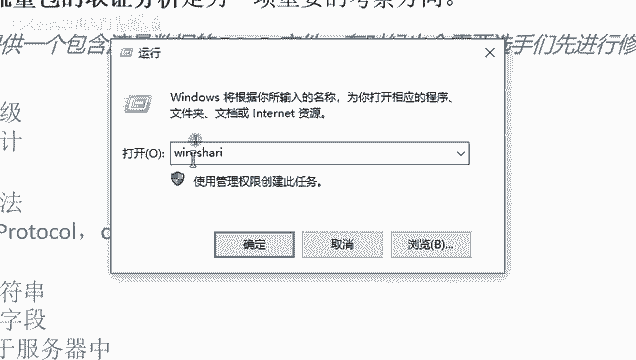 流量包的取证分析是另一项重要的考察方向。
提供一个包含
选手们先进行修
运行
Windows 将根据你所输入的名称，为你打开相应的程序、
文件夹、文档或 Internet 资源。
级
计
打开(O):
wireshari
使用管理权限创建此任务。
法
Protocol，
确定
取消
浏览(B)...
符串
字段
于服务器中